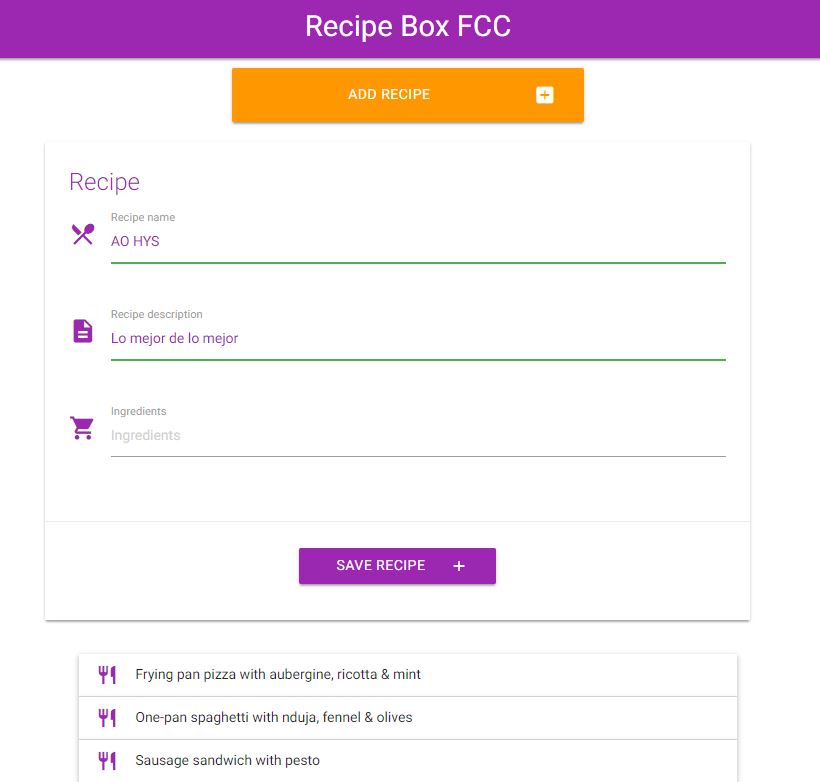 Recipe Box FCC
ADD RECIPE
Recipe
Recipe name
AO HYS
Recipe description
Lo mejor de lo mejor
Ingredients
Ingredients
SAVE RECIPE
Frying pan pizza with aubergine, ricotta & mint
One-pan spaghetti with nduja, fennel & olives
Sausage sandwich with pesto